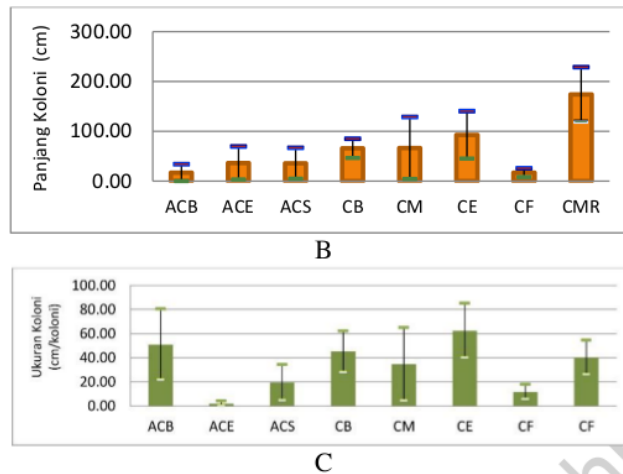 Panjang Koloni (cm)
300.00
200.00
100.00
0.00
ACB ACE ACS CB CM CE CF CMR
B
Ukuran Koloni
(cm/koloni)
100.00
80.00
60.00
40.00
20.00
0.00
ACB ACE ACS CB CM CE CF CF
C